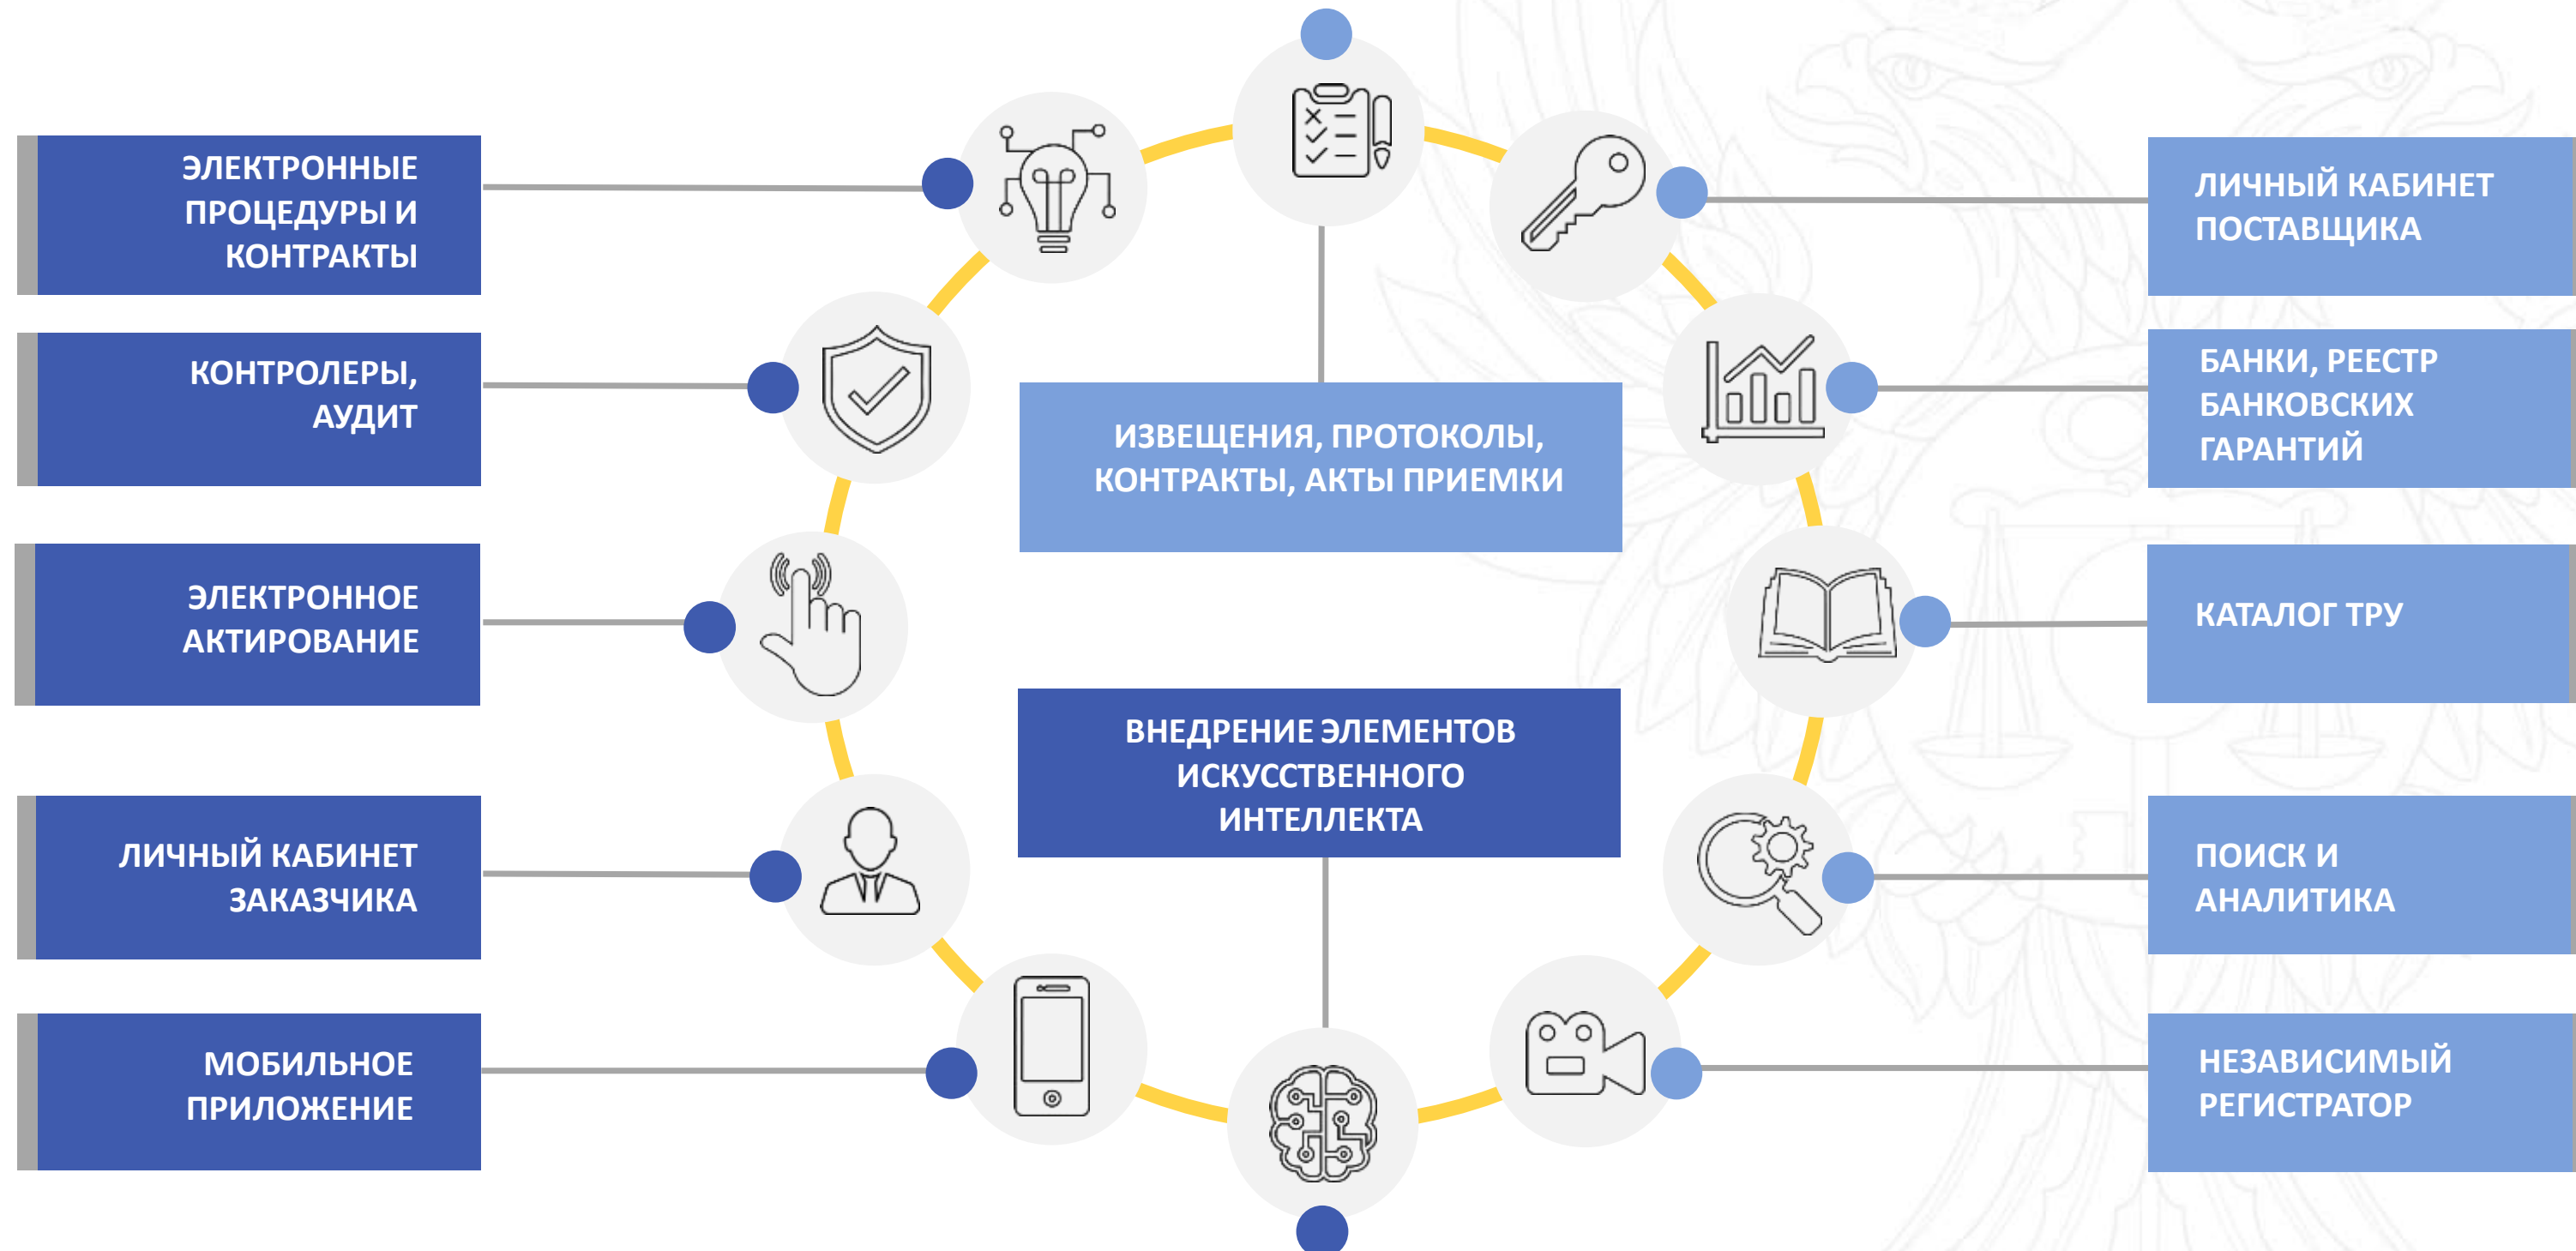 ЭЛЕКТРОННЫЕ
ПРОЦЕДУРЫ И
КОНТРАКТЫ
КОНТРОЛЕРЫ,
АУДИТ
ЭЛЕКТРОННОЕ
АКТИРОВАНИЕ
ЛИЧНЫЙ КАБИНЕТ
ЗАКАЗЧИКА
МОБИЛЬНОЕ
ПРИЛОЖЕНИЕ
ИЗВЕЩЕНИЯ, ПРОТОКОЛЫ,
КОНТРАКТЫ, АКТЫ ПРИЕМКИ
ВНЕДРЕНИЕ ЭЛЕМЕНТОВ
ИСКУССТВЕННОГО
ИНТЕЛЛЕКТА
ЛИЧНЫЙ КАБИНЕТ
ПОСТАВЩИКА
БАНКИ, РЕЕСТР
БАНКОВСКИХ
ГАРАНТИЙ
КАТАЛОГ ТРУ
ПОИСК И
АНАЛИТИКА
НЕЗАВИСИМЫЙ
РЕГИСТРАТОР